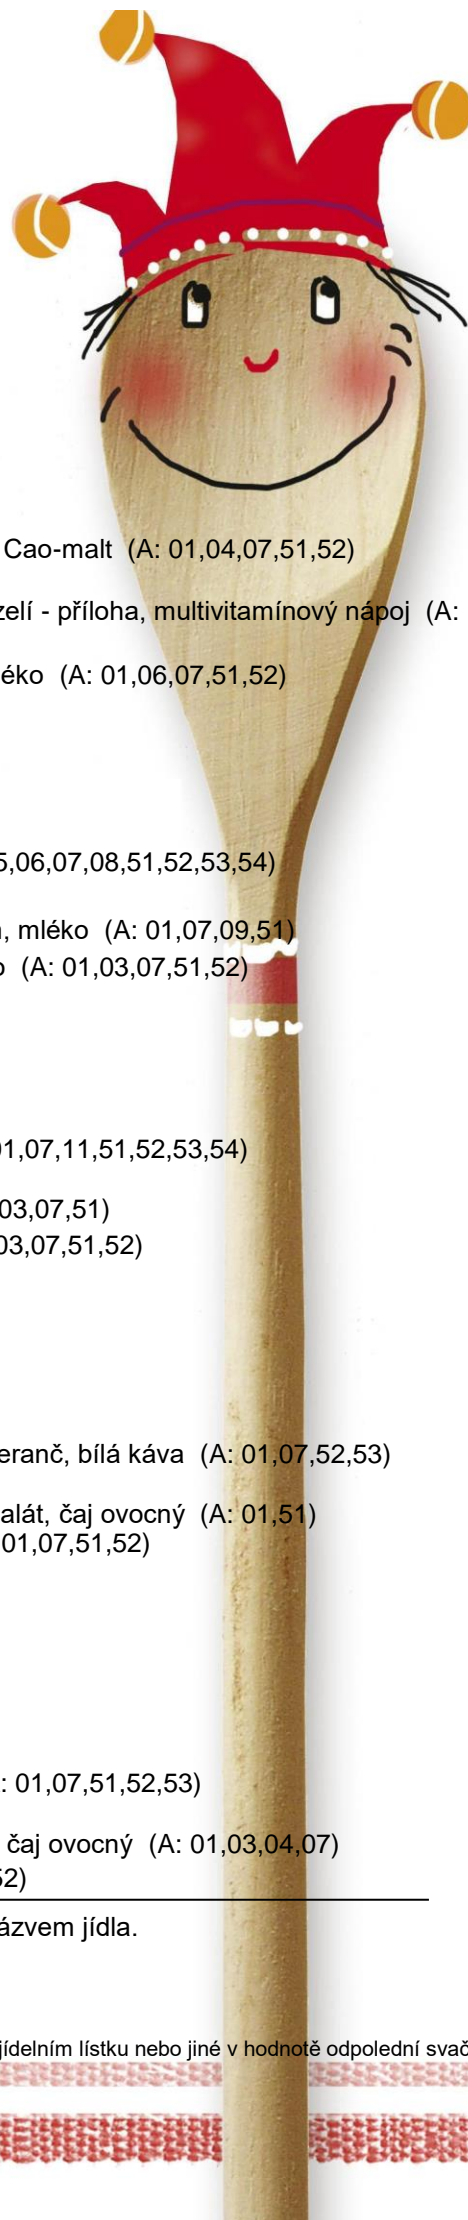 Cao-malt (A: 01,04,07,51,52)
zelí - příloha, multivitamínový nápoj (A:
éko (A: 01,06,07,51,52)
5,06,07,08,51,52,53,54)
, mléko (A: 01,07,09,51)
(A: 01,03,07,51,52)
1,07,11,51,52,53,54)
03,07,51)
03,07,51,52)
eranč, bílá káva (A: 01,07,52,53)
alát, čaj ovocný (A: 01,51)
01,07,51,52)
: 01,07,51,52,53)
čaj ovocný (A: 01,03,04,07)
52)
ázvem jídla.
jídelním lístku nebo jiné v hodnotě odpolední svač